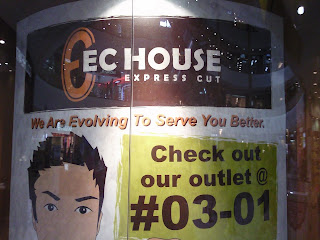 EC HOUSE
EXPRESS CUT
We Are Evolving To Serve You Better.
Check out
our outlet @
#03-01